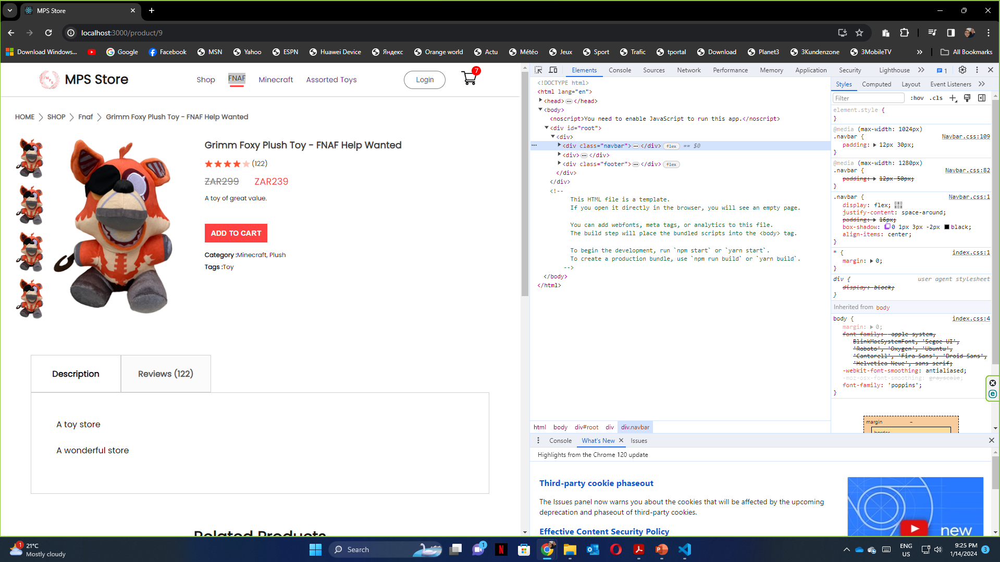 MPS Store
localhost:3000/product/9
Download Windows... Google Facebook MSN Yahoo ESPN Huawei Device Яндекс Orange world Actu Météo Jeux Sport Trafic tportal Download Planet3 3Kundenzone 3MobileTV » All Bookmarks
MPS
MPS Store Shop FNAF Minecraft Assorted Toys Login 7
HOME SHOP Fnaf Grimm Foxy Plush Toy - FNAF Help Wanted
Grimm Foxy Plush Toy - FNAF Help Wanted
(122)
ZAR299 ZAR239
A toy of great value.
ADD TO CART
Category :Minecraft, Plush
Tags :Toy
Description Reviews (122)
A toy store
A wonderful store
Related Products
Elements Console Sources Network Performance Memory Application Security Lighthouse » 1
<!DOCTYPE html>
<html lang="en">
<head> ⋯ </head>
<body>
<noscript>You need to enable JavaScript to run this app.</noscript>
<div id="root">
<div>
<div class="navbar"> ⋯ </div> flex == $0
<div> ⋯ </div>
<div class="footer"> ⋯ </div> flex
</div>
</div>
<!--
This HTML file is a template.
If you open it directly in the browser, you will see an empty page.
You can add webfonts, meta tags, or analytics to this file.
The build step will place the bundled scripts into the <body> tag.
To begin the development, run `npm start` or `yarn start`.
To create a production bundle, use `npm run build` or `yarn build`.
-->
</body>
</html>
html body div#root div div.navbar
Styles Computed Layout Event Listeners »
Filter :hov .cls
element.style {
}
@media (max-width: 1024px)
.navbar { Navbar.css:109
padding: 12px 30px;
}
@media (max-width: 1280px)
.navbar { Navbar.css:82
padding: 12px 50px;
}
.navbar { Navbar.css:1
display: flex;
justify-content: space-around;
padding: 16px;
box-shadow: 0 1px 3px -2px black;
align-items: center;
}
* { index.css:1
margin: 0;
}
div { user agent stylesheet
display: block;
}
Inherited from body
body { index.css:4
margin: 0;
font-family: -apple-system,
BlinkMacSystemFont, 'Segoe UI',
'Roboto', 'Oxygen', 'Ubuntu',
'Cantarell', 'Fira Sans', 'Droid Sans',
'Helvetica Neue', sans-serif;
-webkit-font-smoothing: antialiased;
-moz-osx-font-smoothing: grayscale;
font-family: 'poppins';
}
margin –
border
Console What's New Issues
Highlights from the Chrome 120 update
Third-party cookie phaseout
The Issues panel now warns you about the cookies that will be affected by the upcoming
deprecation and phaseout of third-party cookies.
Effective Content Security Policy
new
1 21°C
Mostly cloudy
Search
1
ENG
US
9:25 PM
1/14/2024
3